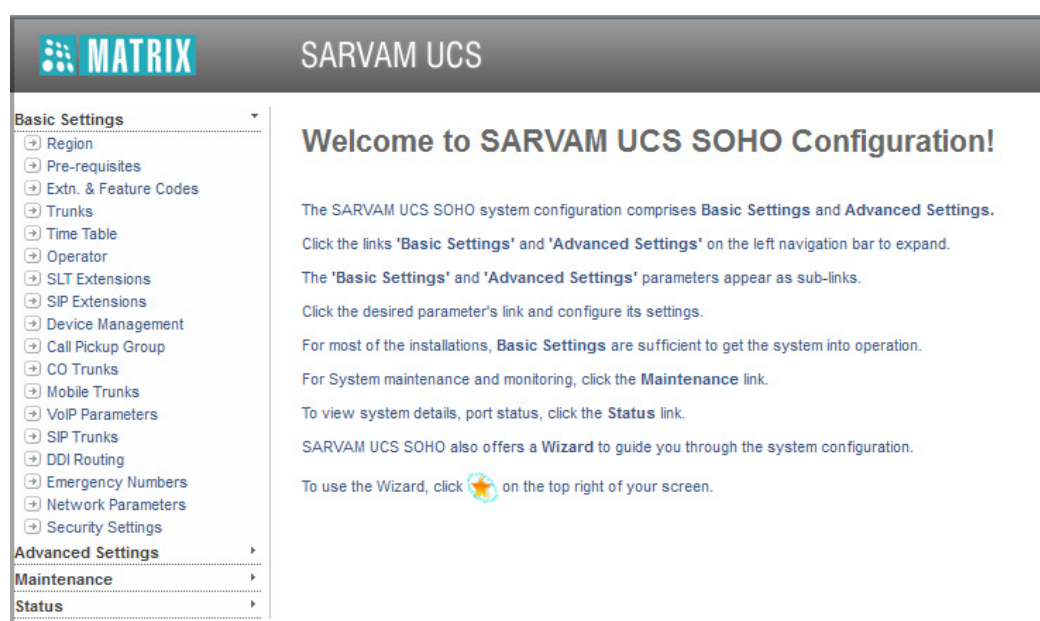 MATRIX
SARVAM UCS
Basic Settings
Region
Pre-requisites
Extn. & Feature Codes
Trunks
Time Table
Operator
SLT Extensions
SIP Extensions
Device Management
Call Pickup Group
CO Trunks
Mobile Trunks
VoIP Parameters
SIP Trunks
DDI Routing
Emergency Numbers
Network Parameters
Security Settings
Advanced Settings
Maintenance
Status
Welcome to SARVAM UCS SOHO Configuration!
The SARVAM UCS SOHO system configuration comprises Basic Settings and Advanced Settings.
Click the links 'Basic Settings' and 'Advanced Settings' on the left navigation bar to expand.
The 'Basic Settings' and 'Advanced Settings' parameters appear as sub-links.
Click the desired parameter's link and configure its settings.
For most of the installations, Basic Settings are sufficient to get the system into operation.
For System maintenance and monitoring, click the Maintenance link.
To view system details, port status, click the Status link.
SARVAM UCS SOHO also offers a Wizard to guide you through the system configuration.
To use the Wizard, click on the top right of your screen.